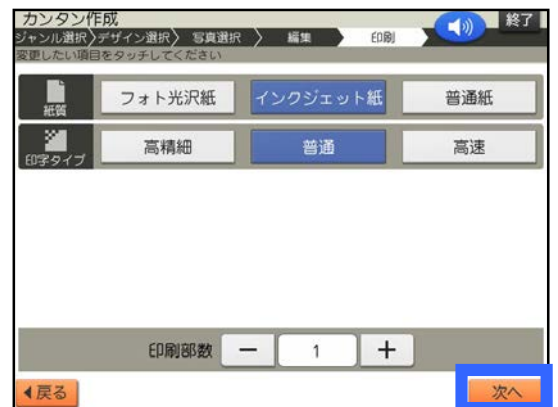 カンタン作成
終了
ジャンル選択〉デザイン選択〉 写真選択 〉 編集 印刷
変更したい項目をタッチしてください
紙質 フォト光沢紙 インクジェット紙 普通紙
印字タイプ 高精細 普通 高速
印刷部数 － 1 ＋
戻る 次へ